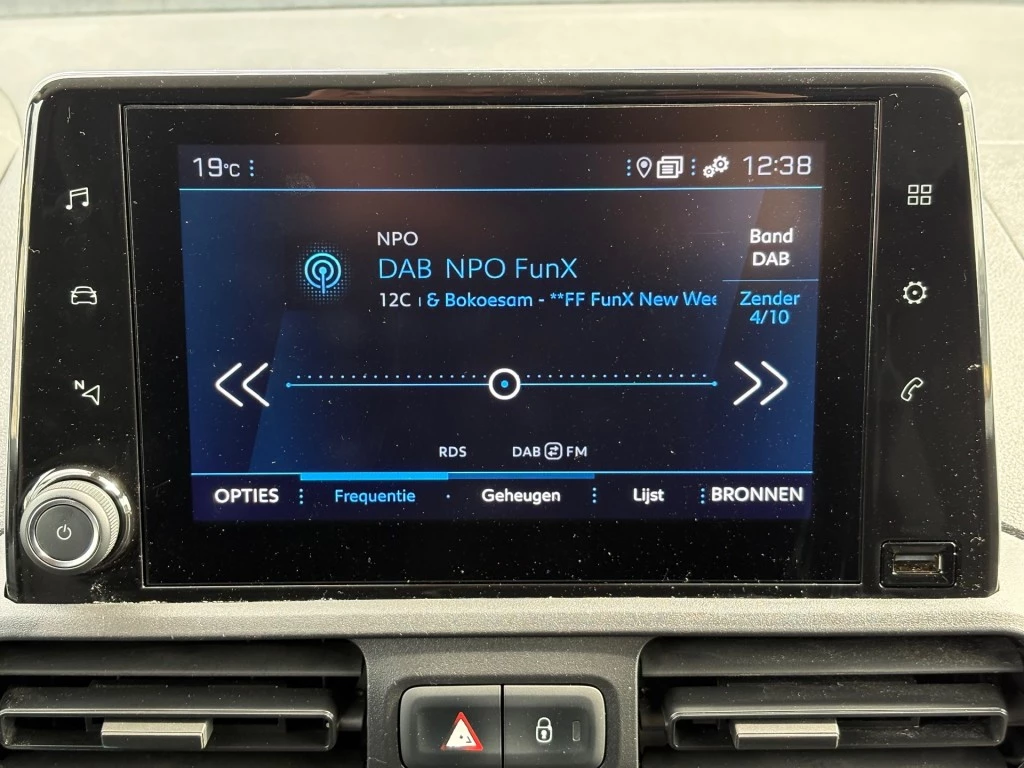 19°C
12:38
NPO
DAB NPO FunX
12C & Bokoesam - **FF FunX New Wee
Band
DAB
Zender
4/10
N
RDS DAB FM
OPTIES Frequentie Geheugen Lijst BRONNEN